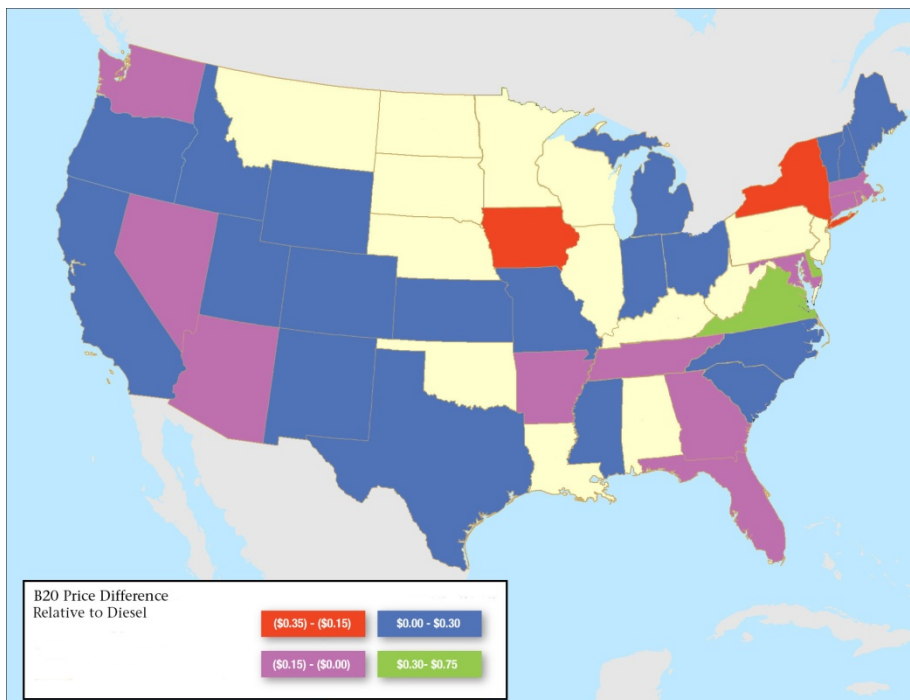 B20 Price Difference
Relative to Diesel
($0.35) - ($0.15)
$0.00 - $0.30
($0.15) - ($0.00)
$0.30- $0.75